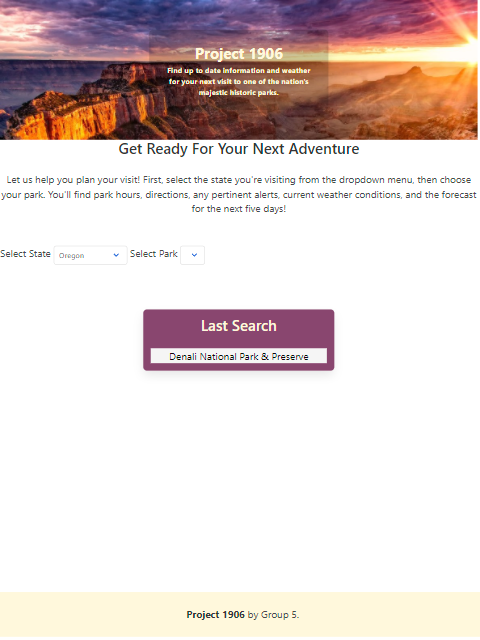 Project 1906
Find up to date information and weather
for your next visit to one of the nation's
majestic historic parks.
Get Ready For Your Next Adventure
Let us help you plan your visit! First, select the state you're visiting from the dropdown menu, then choose
your park. You'll find park hours, directions, any pertinent alerts, current weather conditions, and the forecast
for the next five days!
Select State Oregon Select Park
Last Search
Denali National Park & Preserve
Project 1906 by Group 5.